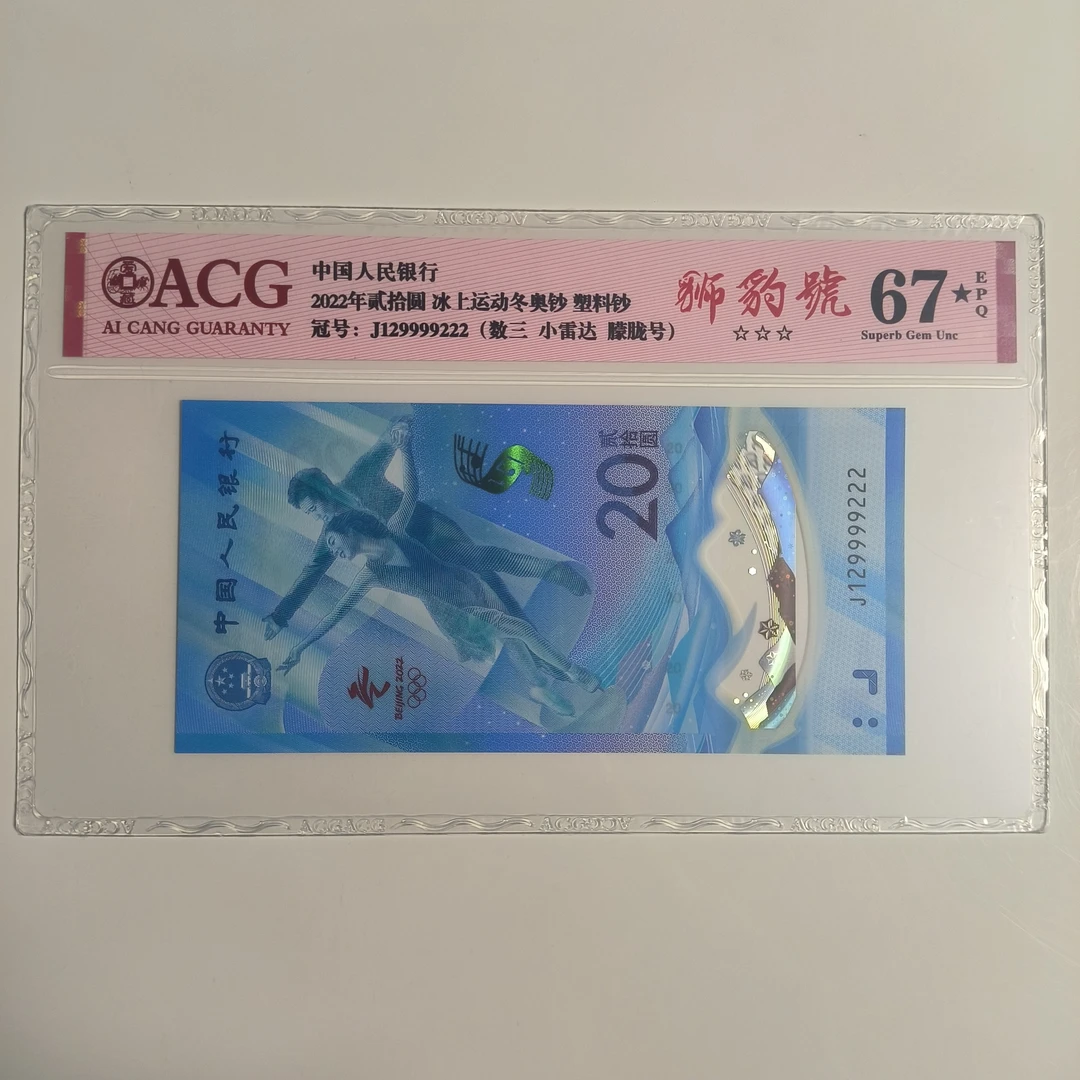 ACG
AI CANG GUARANTY
中国人民银行
2022年贰拾圆 冰上运动冬奥钞 塑料钞
冠号：J129999222（数三 小雷达 朦胧号）
狮豹號
☆☆☆
67★
EPQ
Superb Gem Unc
中国人民银行
贰拾圆
20
BEIJING 2022
J129999222